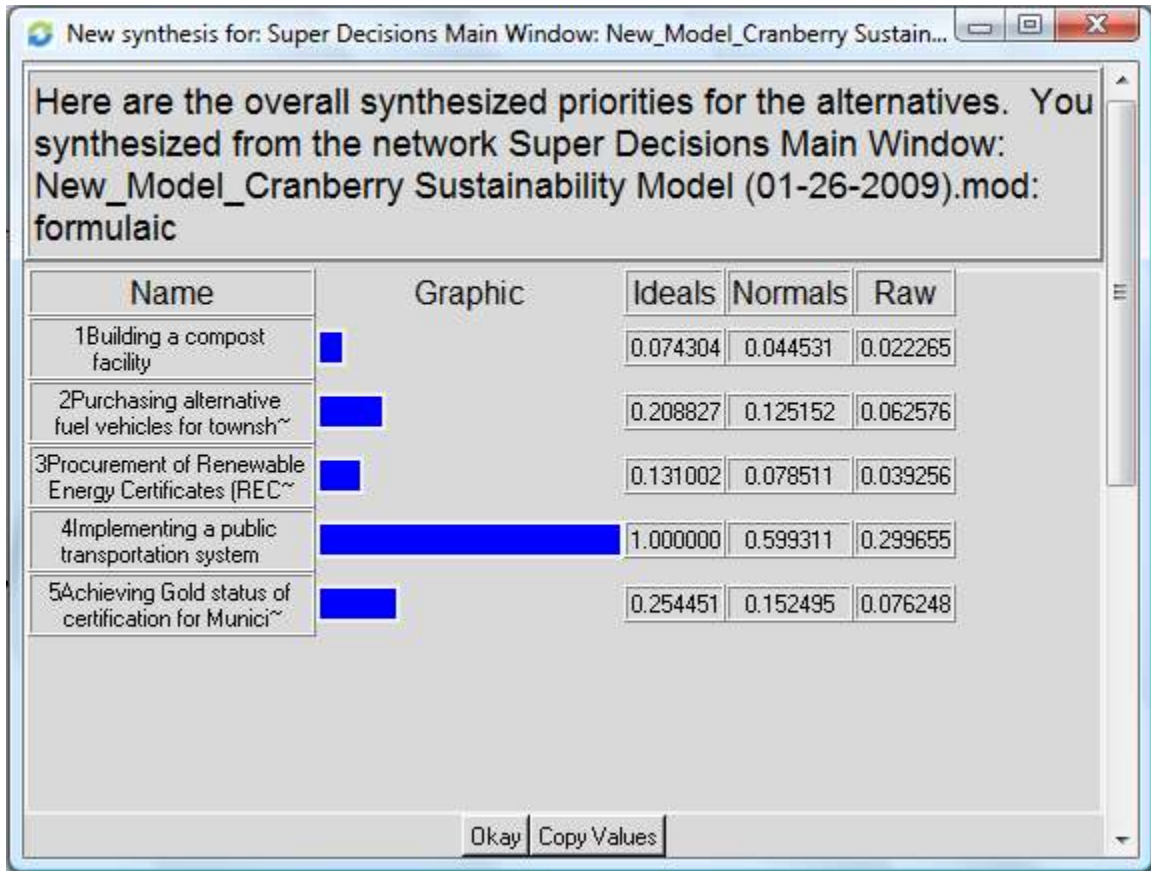 New synthesis for: Super Decisions Main Window: New_Model_Cranberry Sustain...
Here are the overall synthesized priorities for the alternatives. You
synthesized from the network Super Decisions Main Window:
New_Model_Cranberry Sustainability Model (01-26-2009).mod:
formulaic
Name Graphic Ideals Normals Raw
1Building a compost
facility
0.074304 0.044531 0.022265
2Purchasing alternative
fuel vehicles for townsh~
0.208827 0.125152 0.062576
3Procurement of Renewable
Energy Certificates (REC~
0.131002 0.078511 0.039256
4Implementing a public
transportation system
1.000000 0.599311 0.299655
5Achieving Gold status of
certification for Munici~
0.254451 0.152495 0.076248
Okay Copy Values